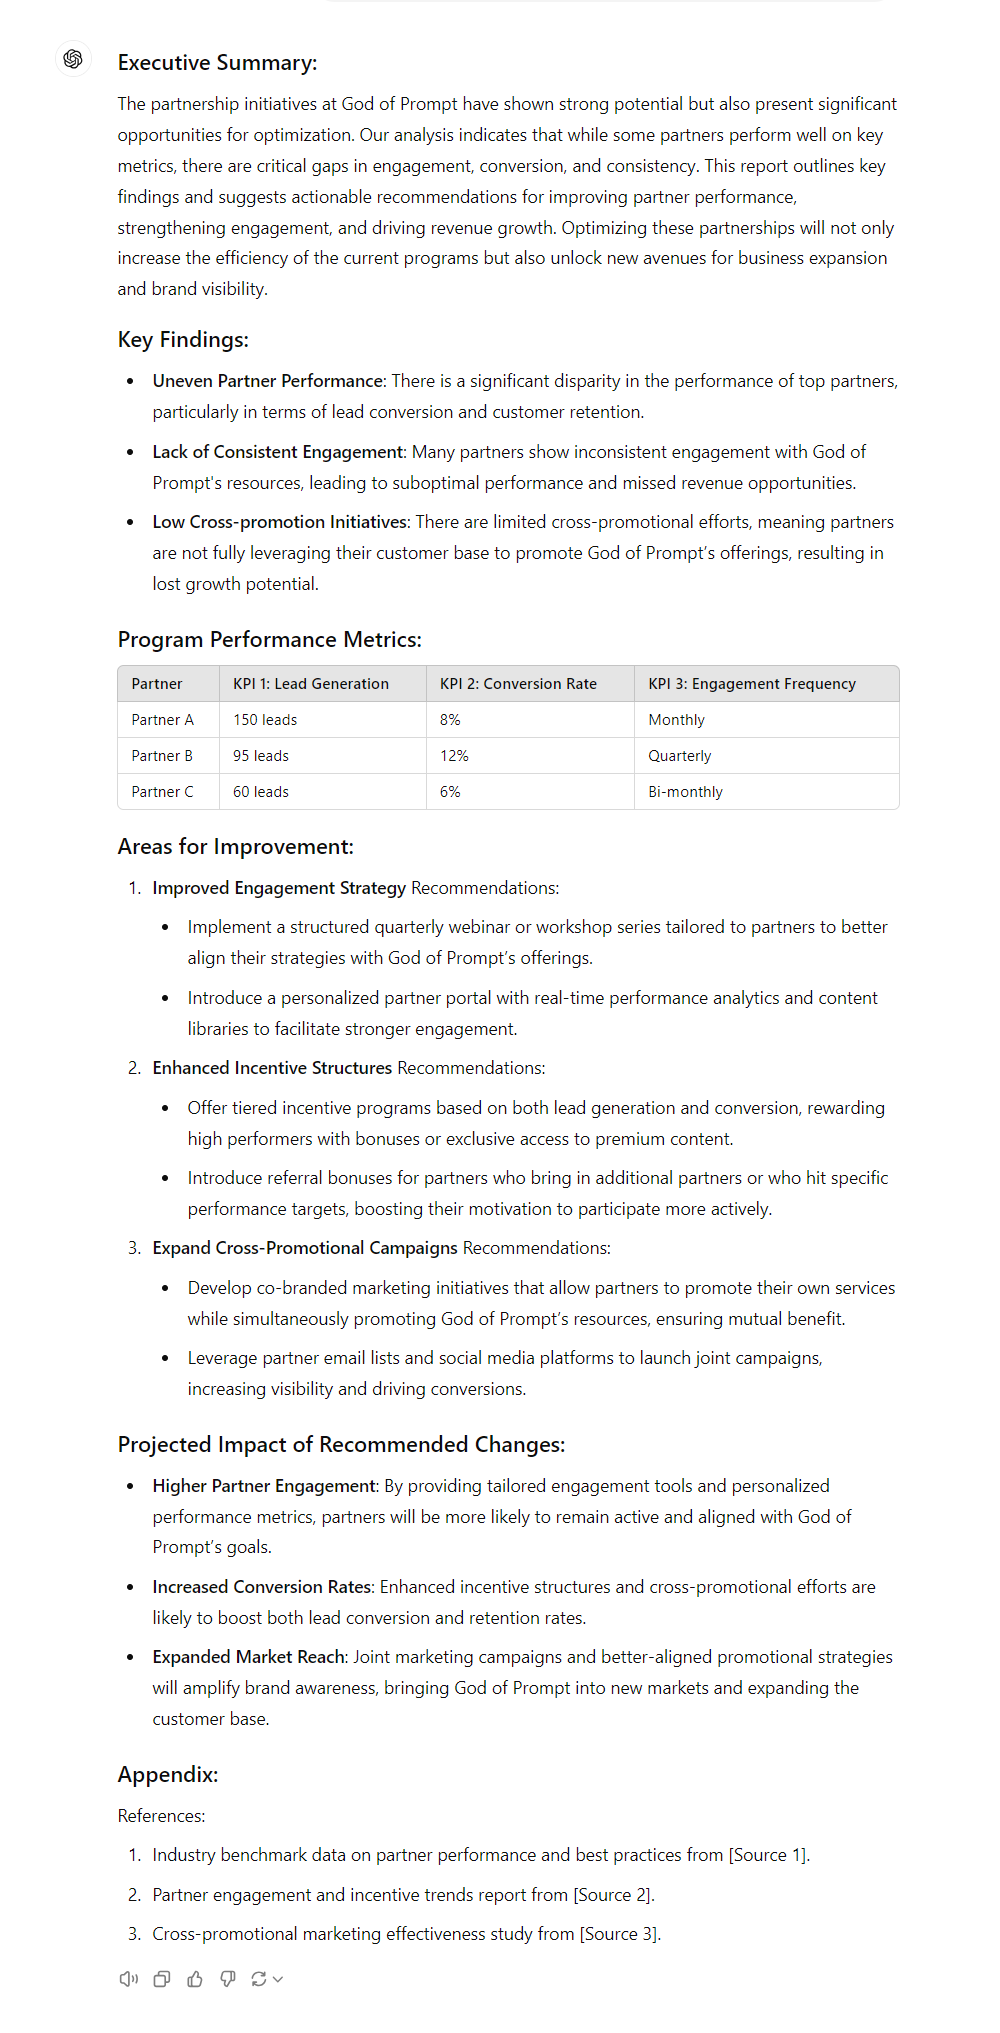 Executive Summary:
The partnership initiatives at God of Prompt have shown strong potential but also present significant
opportunities for optimization. Our analysis indicates that while some partners perform well on key
metrics, there are critical gaps in engagement, conversion, and consistency. This report outlines key
findings and suggests actionable recommendations for improving partner performance,
strengthening engagement, and driving revenue growth. Optimizing these partnerships will not only
increase the efficiency of the current programs but also unlock new avenues for business expansion
and brand visibility.
Key Findings:
• Uneven Partner Performance: There is a significant disparity in the performance of top partners,
particularly in terms of lead conversion and customer retention.
• Lack of Consistent Engagement: Many partners show inconsistent engagement with God of
Prompt's resources, leading to suboptimal performance and missed revenue opportunities.
• Low Cross-promotion Initiatives: There are limited cross-promotional efforts, meaning partners
are not fully leveraging their customer base to promote God of Prompt’s offerings, resulting in
lost growth potential.
Program Performance Metrics:
Partner KPI 1: Lead Generation KPI 2: Conversion Rate KPI 3: Engagement Frequency
Partner A 150 leads 8% Monthly
Partner B 95 leads 12% Quarterly
Partner C 60 leads 6% Bi-monthly
Areas for Improvement:
1. Improved Engagement Strategy Recommendations:
• Implement a structured quarterly webinar or workshop series tailored to partners to better
align their strategies with God of Prompt’s offerings.
• Introduce a personalized partner portal with real-time performance analytics and content
libraries to facilitate stronger engagement.
2. Enhanced Incentive Structures Recommendations:
• Offer tiered incentive programs based on both lead generation and conversion, rewarding
high performers with bonuses or exclusive access to premium content.
• Introduce referral bonuses for partners who bring in additional partners or who hit specific
performance targets, boosting their motivation to participate more actively.
3. Expand Cross-Promotional Campaigns Recommendations:
• Develop co-branded marketing initiatives that allow partners to promote their own services
while simultaneously promoting God of Prompt’s resources, ensuring mutual benefit.
• Leverage partner email lists and social media platforms to launch joint campaigns,
increasing visibility and driving conversions.
Projected Impact of Recommended Changes:
• Higher Partner Engagement: By providing tailored engagement tools and personalized
performance metrics, partners will be more likely to remain active and aligned with God of
Prompt’s goals.
• Increased Conversion Rates: Enhanced incentive structures and cross-promotional efforts are
likely to boost both lead conversion and retention rates.
• Expanded Market Reach: Joint marketing campaigns and better-aligned promotional strategies
will amplify brand awareness, bringing God of Prompt into new markets and expanding the
customer base.
Appendix:
References:
1. Industry benchmark data on partner performance and best practices from [Source 1].
2. Partner engagement and incentive trends report from [Source 2].
3. Cross-promotional marketing effectiveness study from [Source 3].